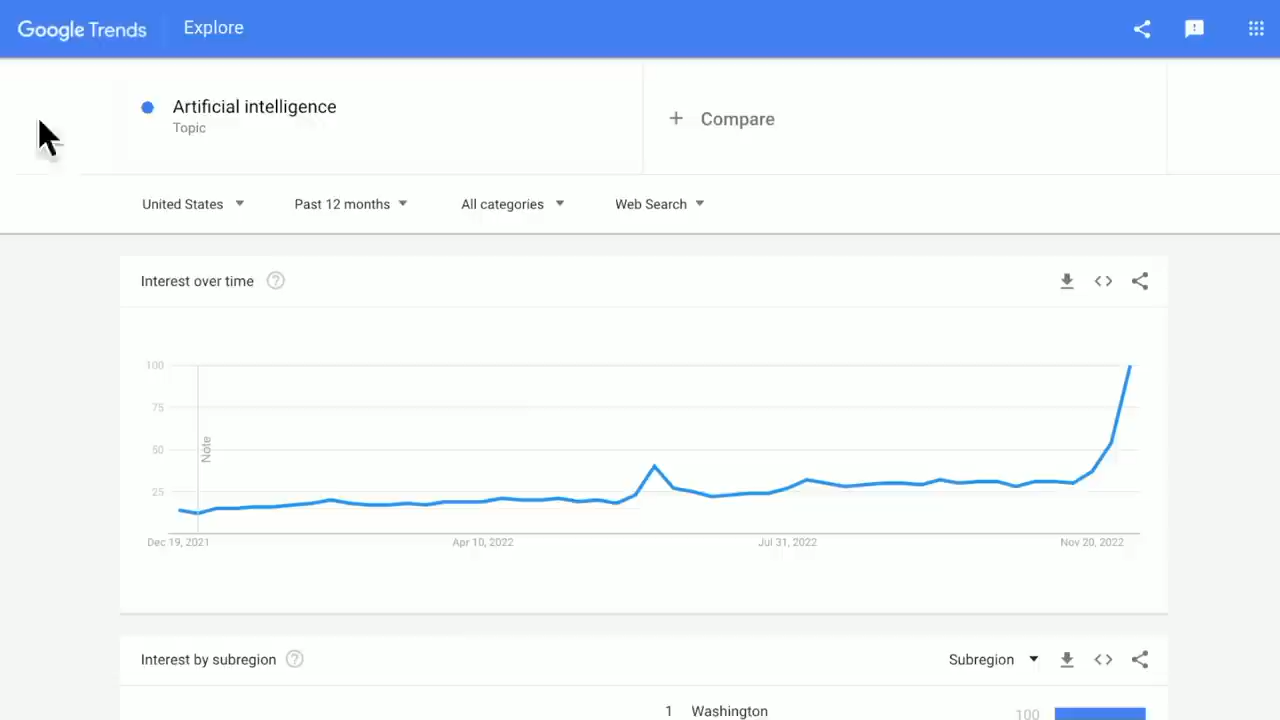 Google Trends Explore
Artificial intelligence
Topic
+ Compare
United States Past 12 months All categories Web Search
Interest over time ?
100
75
50
25
Note
Dec 19, 2021 Apr 10, 2022 Jul 31, 2022 Nov 20, 2022
Interest by subregion ? Subregion
1 Washington 100